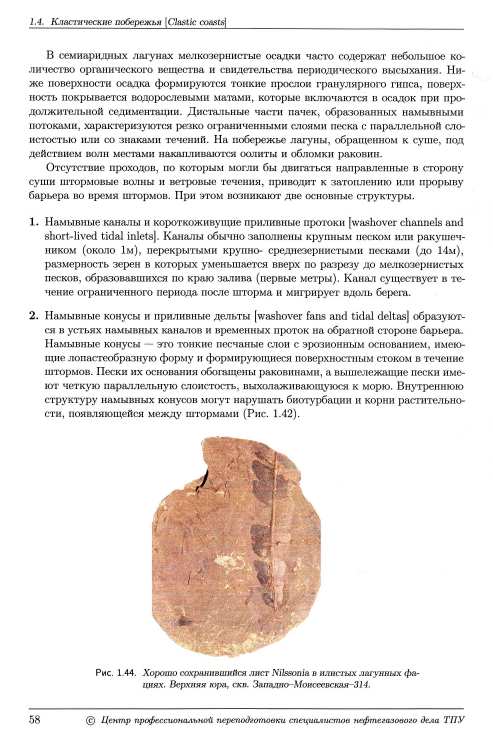 1.4. Кластические побережья [Clastic coasts]
В семиаридных лагунах мелкозернистые осадки часто содержат небольшое ко-
личество органического вещества и свидетельства периодического высыхания. Ни-
же поверхности осадка формируются тонкие прослои гранулярного гипса, поверх-
ность покрывается водорослевыми матами, которые включаются в осадок при про-
должительной седиментации. Дистальные части пачек, образованных намывными
потоками, характеризуются резко ограниченными слоями песка с параллельной сло-
истостью или со знаками течений. На побережье лагуны, обращенном к суше, под
действием волн местами накапливаются оолиты и обломки раковин.
Отсутствие проходов, по которым могли бы двигаться направленные в сторону
суши штормовые волны и ветровые течения, приводит к затоплению или прорыву
барьера во время штормов. При этом возникают две основные структуры.
1. Намывные каналы и короткоживущие приливные протоки [washover channels and
short-lived tidal inlets]. Каналы обычно заполнены крупным песком или ракушеч-
ником (около 1м), перекрытыми крупно- среднезернистыми песками (до 14м),
размерность зерен в которых уменьшается вверх по разрезу до мелкозернистых
песков, образовавшихся по краю залива (первые метры). Канал существует в те-
чение ограниченного периода после шторма и мигрирует вдоль берега.
2. Намывные конусы и приливные дельты [washover fans and tidal deltas] образуют-
ся в устьях намывных каналов и временных проток на обратной стороне барьера.
Намывные конусы — это тонкие песчаные слои с эрозионным основанием, имею-
щие лопастеобразную форму и формирующиеся поверхностным стоком в течение
штормов. Пески их основания обогащены раковинами, а вышележащие пески име-
ют четкую параллельную слоистость, выхолаживающуюся к морю. Внутреннюю
структуру намывных конусов могут нарушать биотурбации и корни растительно-
сти, появляющейся между штормами (Рис. 1.42).
Рис. 1.44. Хорошо сохранившийся лист Nilssonia в илистых лагунных фа-
циях. Верхняя юра, скв. Западно–Моисеевская–314.
58 © Центр профессиональной переподготовки специалистов нефтегазового дела ТПУ